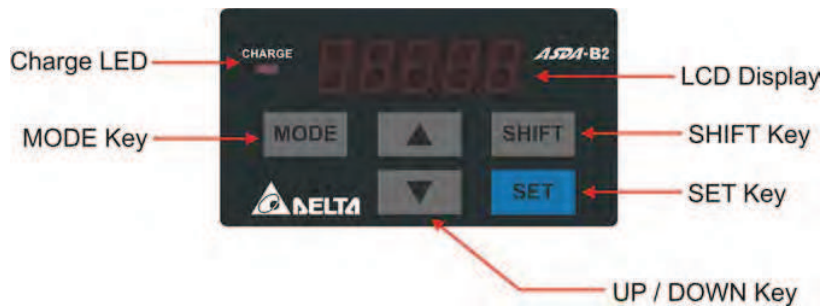 Charge LED
CHARGE
ASDA-B2
LCD Display
MODE Key
MODE
▲
SHIFT
SHIFT Key
▼
SET
SET Key
DELTA
UP / DOWN Key